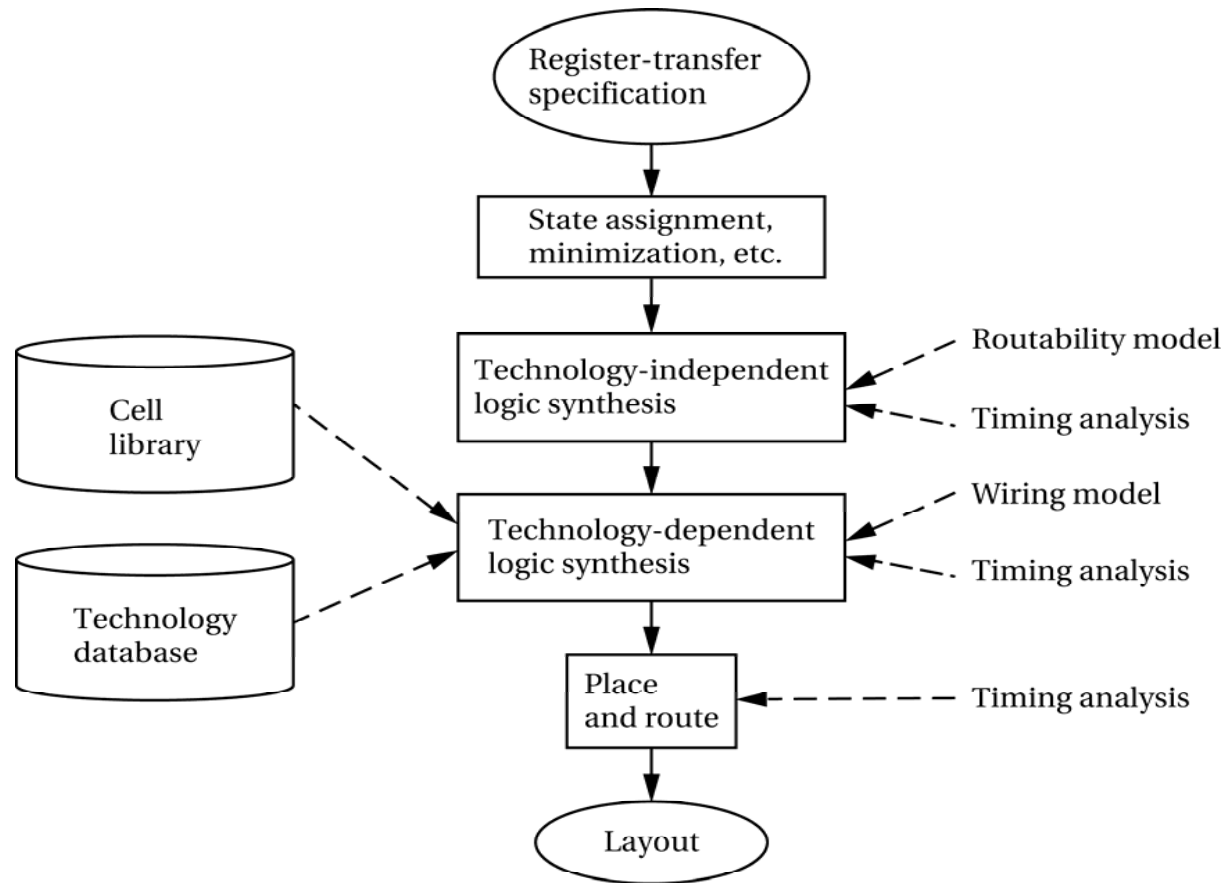 Register-transfer
specification
State assignment,
minimization, etc.
Technology-independent
logic synthesis
Routability model
Timing analysis
Cell
library
Technology-dependent
logic synthesis
Wiring model
Timing analysis
Technology
database
Place
and route
Timing analysis
Layout